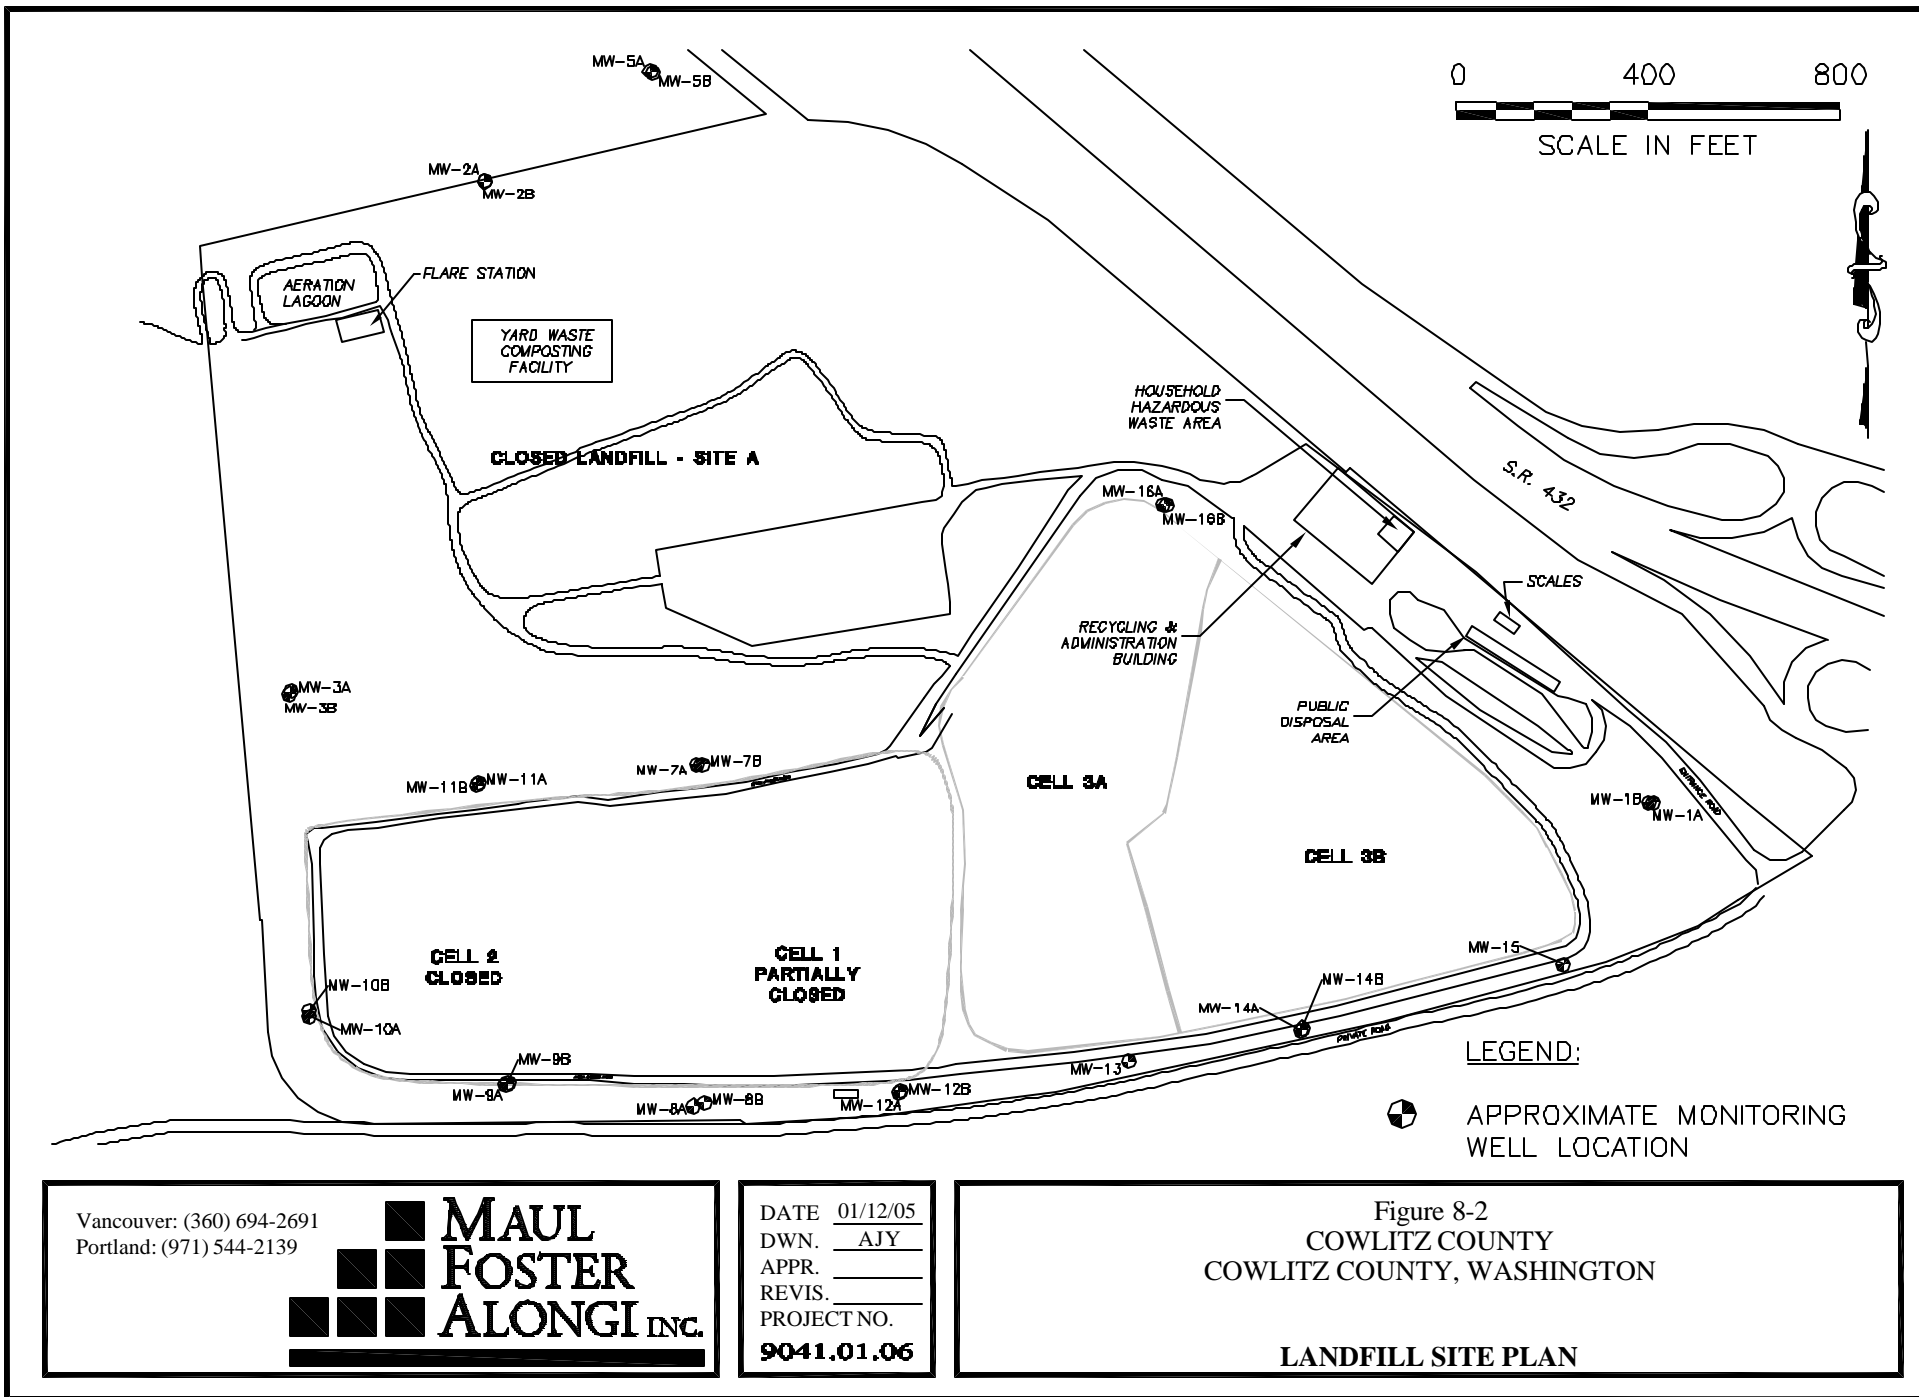 MW-5A
MW-5B
0 400 800
SCALE IN FEET
MW-2A
MW-2B
AERATION
LAGOON
FLARE STATION
YARD WASTE
COMPOSTING
FACILITY
HOUSEHOLD
HAZARDOUS
WASTE AREA
CLOSED LANDFILL - SITE A
S.R. 432
MW-16A
MW-16B
SCALES
RECYCLING &
ADMINISTRATION
BUILDING
MW-3A
MW-3B
PUBLIC
DISPOSAL
AREA
MW-7A
MW-7B
MW-11B
MW-11A
CELL 3A
ENTRANCE ROAD
MW-1B
MW-1A
CELL 3B
CELL 2
CLOSED
CELL 1
PARTIALLY
CLOSED
MW-15
MW-10B
MW-10A
MW-14B
MW-14A
PRIVATE ROAD
MW-9B
MW-9A
MW-8A
MW-8B
MW-12A
MW-12B
MW-13
LEGEND:
APPROXIMATE MONITORING
WELL LOCATION
Vancouver: (360) 694-2691
Portland: (971) 544-2139
MAUL
FOSTER
ALONGI INC.
DATE 01/12/05
DWN. AJY
APPR.
REVIS.
PROJECT NO.
9041.01.06
Figure 8-2
COWLITZ COUNTY
COWLITZ COUNTY, WASHINGTON
LANDFILL SITE PLAN